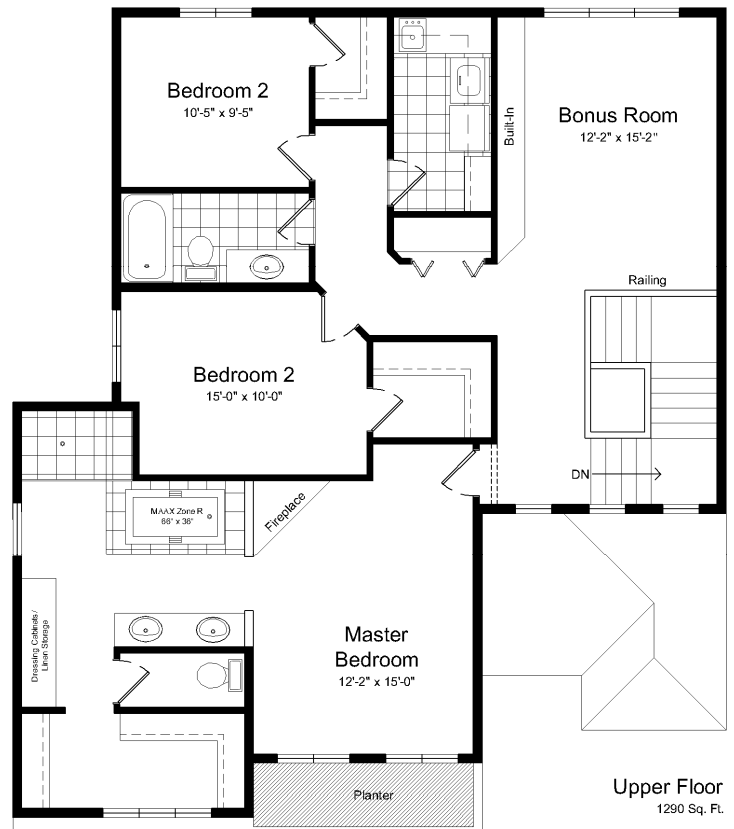 Bedroom 2
10'-5" x 9'-5"
Built-In
Bonus Room
12'-2" x 15'-2"
Railing
Bedroom 2
15'-0" x 10'-0"
DN
MAAX Zone R
66" x 36"
Fireplace
Dressing Cabinets/
Linen Storage
Master
Bedroom
12'-2" x 15'-0"
Planter
Upper Floor
1290 Sq. Ft.